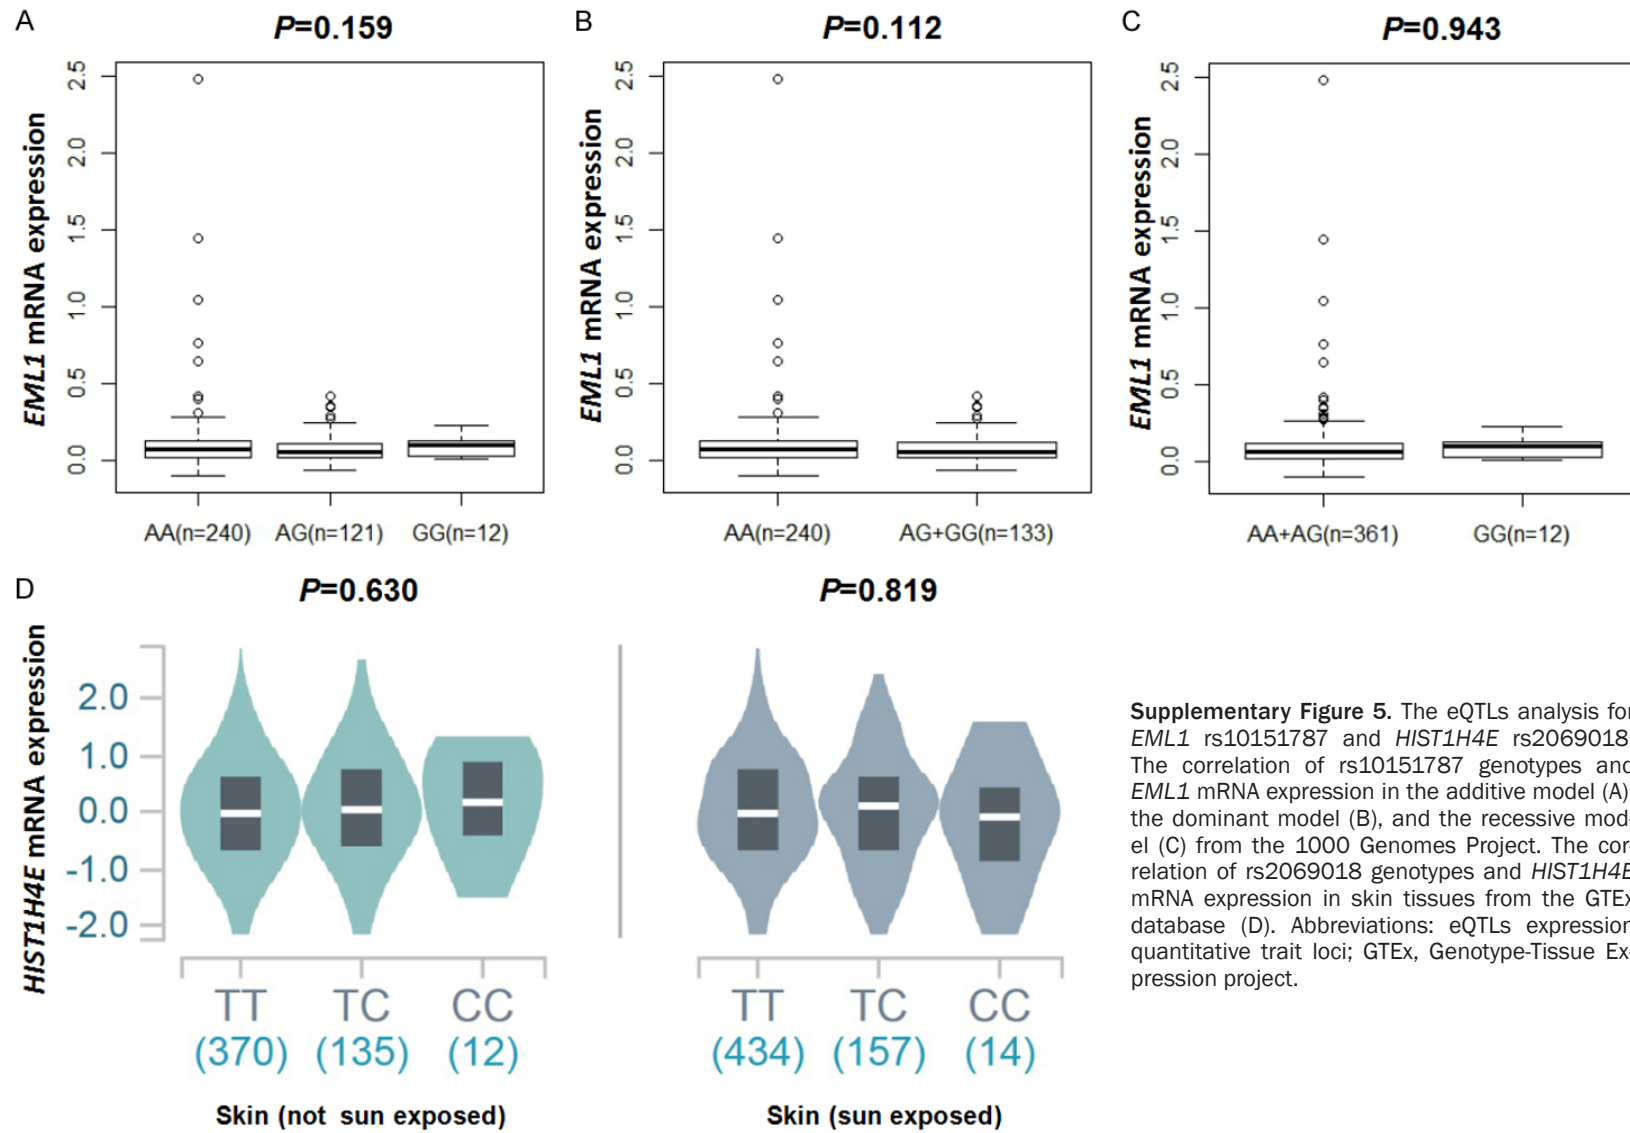 A
P=0.159
EML1 mRNA expression
2.5
2.0
1.5
1.0
0.5
0.0
AA(n=240) AG(n=121) GG(n=12)
B
P=0.112
EML1 mRNA expression
2.5
2.0
1.5
1.0
0.5
0.0
AA(n=240) AG+GG(n=133)
C
P=0.943
EML1 mRNA expression
2.5
2.0
1.5
1.0
0.5
0.0
AA+AG(n=361) GG(n=12)
D
P=0.630
HIST1H4E mRNA expression
2.0
1.0
0.0
-1.0
-2.0
TT TC CC
(370) (135) (12)
Skin (not sun exposed)
P=0.819
TT TC CC
(434) (157) (14)
Skin (sun exposed)
Supplementary Figure 5. The eQTLs analysis for
EML1 rs10151787 and HIST1H4E rs2069018.
The correlation of rs10151787 genotypes and
EML1 mRNA expression in the additive model (A),
the dominant model (B), and the recessive mod-
el (C) from the 1000 Genomes Project. The cor-
relation of rs2069018 genotypes and HIST1H4E
mRNA expression in skin tissues from the GTEx
database (D). Abbreviations: eQTLs expression
quantitative trait loci; GTEx, Genotype-Tissue Ex-
pression project.